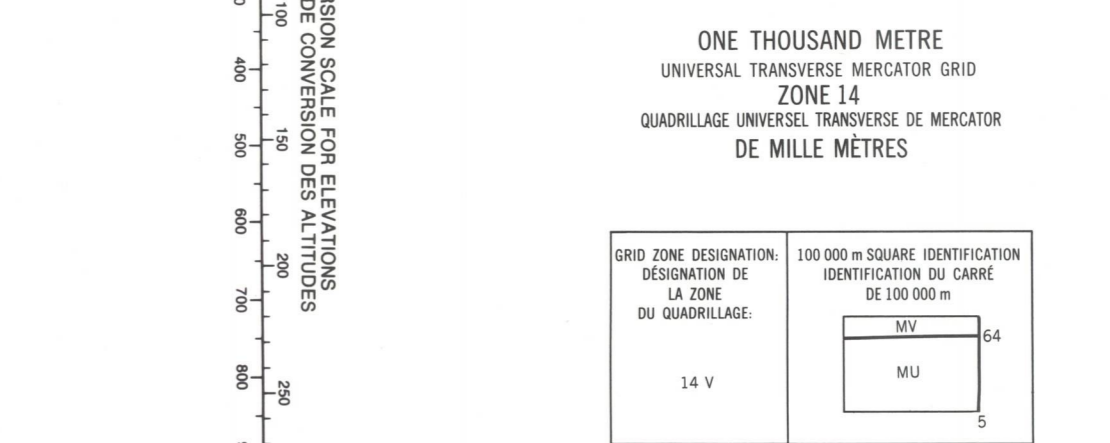 100
400
150
500
600
200
700
800
250
SION SCALE FOR ELEVATIONS
DE CONVERSION DES ALTITUDES
ONE THOUSAND METRE
UNIVERSAL TRANSVERSE MERCATOR GRID
ZONE 14
QUADRILLAGE UNIVERSEL TRANSVERSE DE MERCATOR
DE MILLE MÈTRES
GRID ZONE DESIGNATION:
DÉSIGNATION DE
LA ZONE
DU QUADRILLAGE:
14 V
100 000 m SQUARE IDENTIFICATION
IDENTIFICATION DU CARRÉ
DE 100 000 m
MV
64
MU
5